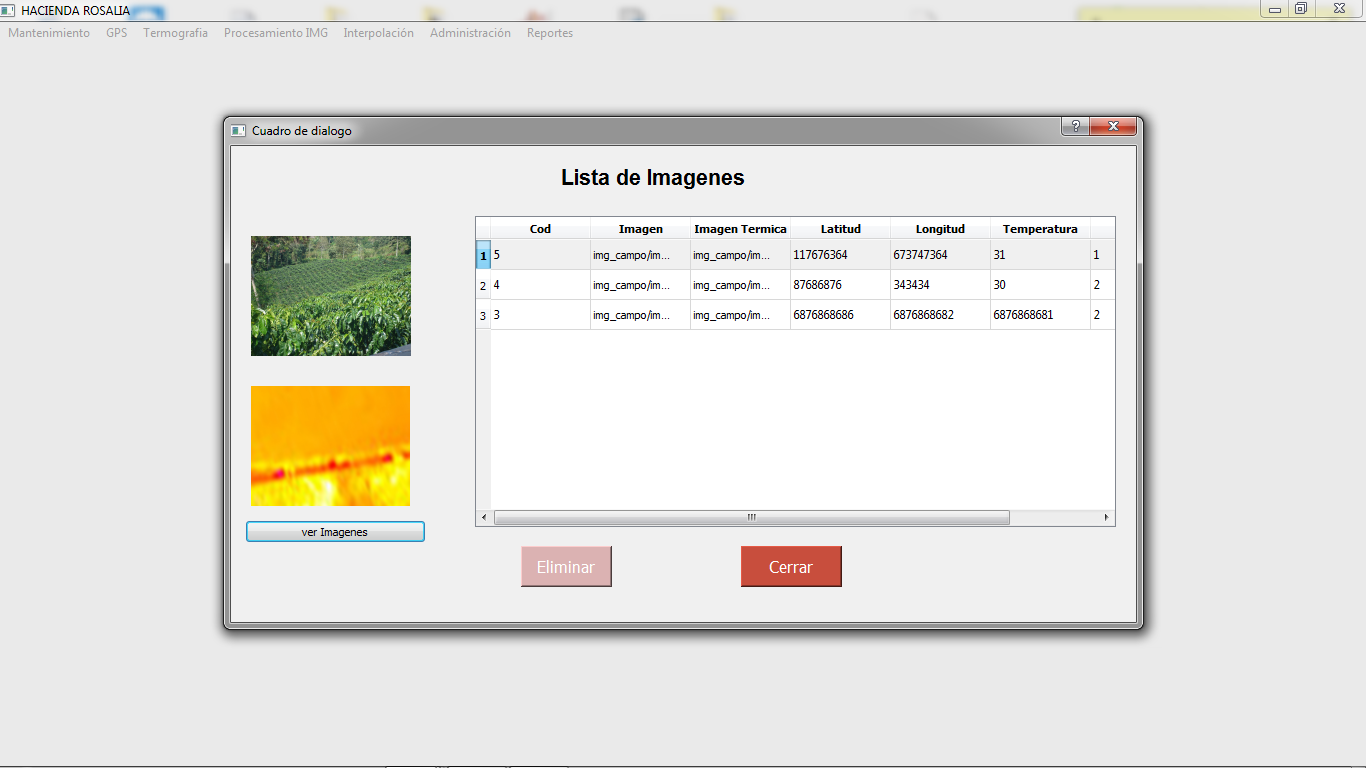 HACIENDA ROSALIA
Mantenimiento GPS Termografia Procesamiento IMG Interpolación Administración Reportes
Cuadro de dialogo
Lista de Imagenes
Cod Imagen Imagen Termica Latitud Longitud Temperatura
1 5 img_campo/im... img_campo/im... 117676364 673747364 31 1
2 4 img_campo/im... img_campo/im... 87686876 343434 30 2
3 3 img_campo/im... img_campo/im... 6876868686 6876868682 6876868681 2
ver Imagenes
Eliminar Cerrar